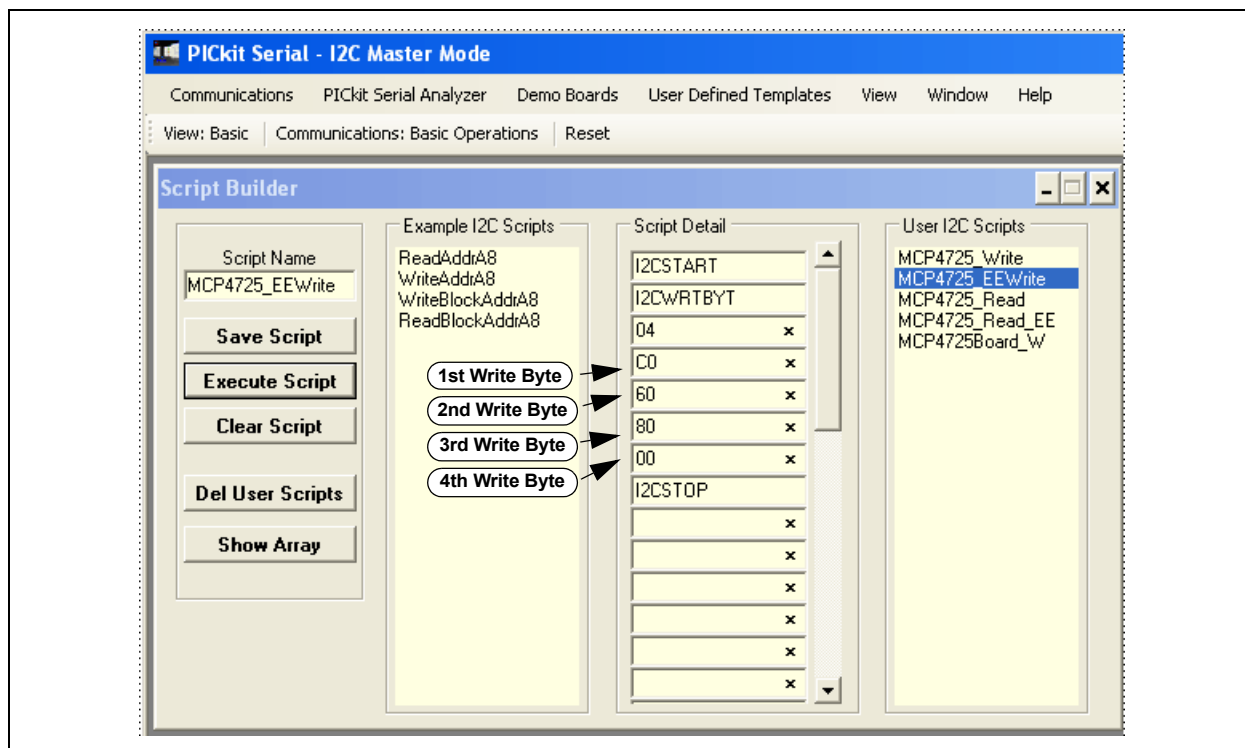 PICkit Serial - I2C Master Mode
Communications PICkit Serial Analyzer Demo Boards User Defined Templates View Window Help
View: Basic Communications: Basic Operations Reset
Script Builder
Script Name
MCP4725_EEWrite
Save Script
Execute Script
Clear Script
Del User Scripts
Show Array
Example I2C Scripts
ReadAddrA8
WriteAddrA8
WriteBlockAddrA8
ReadBlockAddrA8
1st Write Byte
2nd Write Byte
3rd Write Byte
4th Write Byte
Script Detail
I2CSTART
I2CWRTBYT
04 x
C0 x
60 x
80 x
00 x
I2CSTOP
x
x
x
x
x
x
User I2C Scripts
MCP4725_Write
MCP4725_EEWrite
MCP4725_Read
MCP4725_Read_EE
MCP4725Board_W